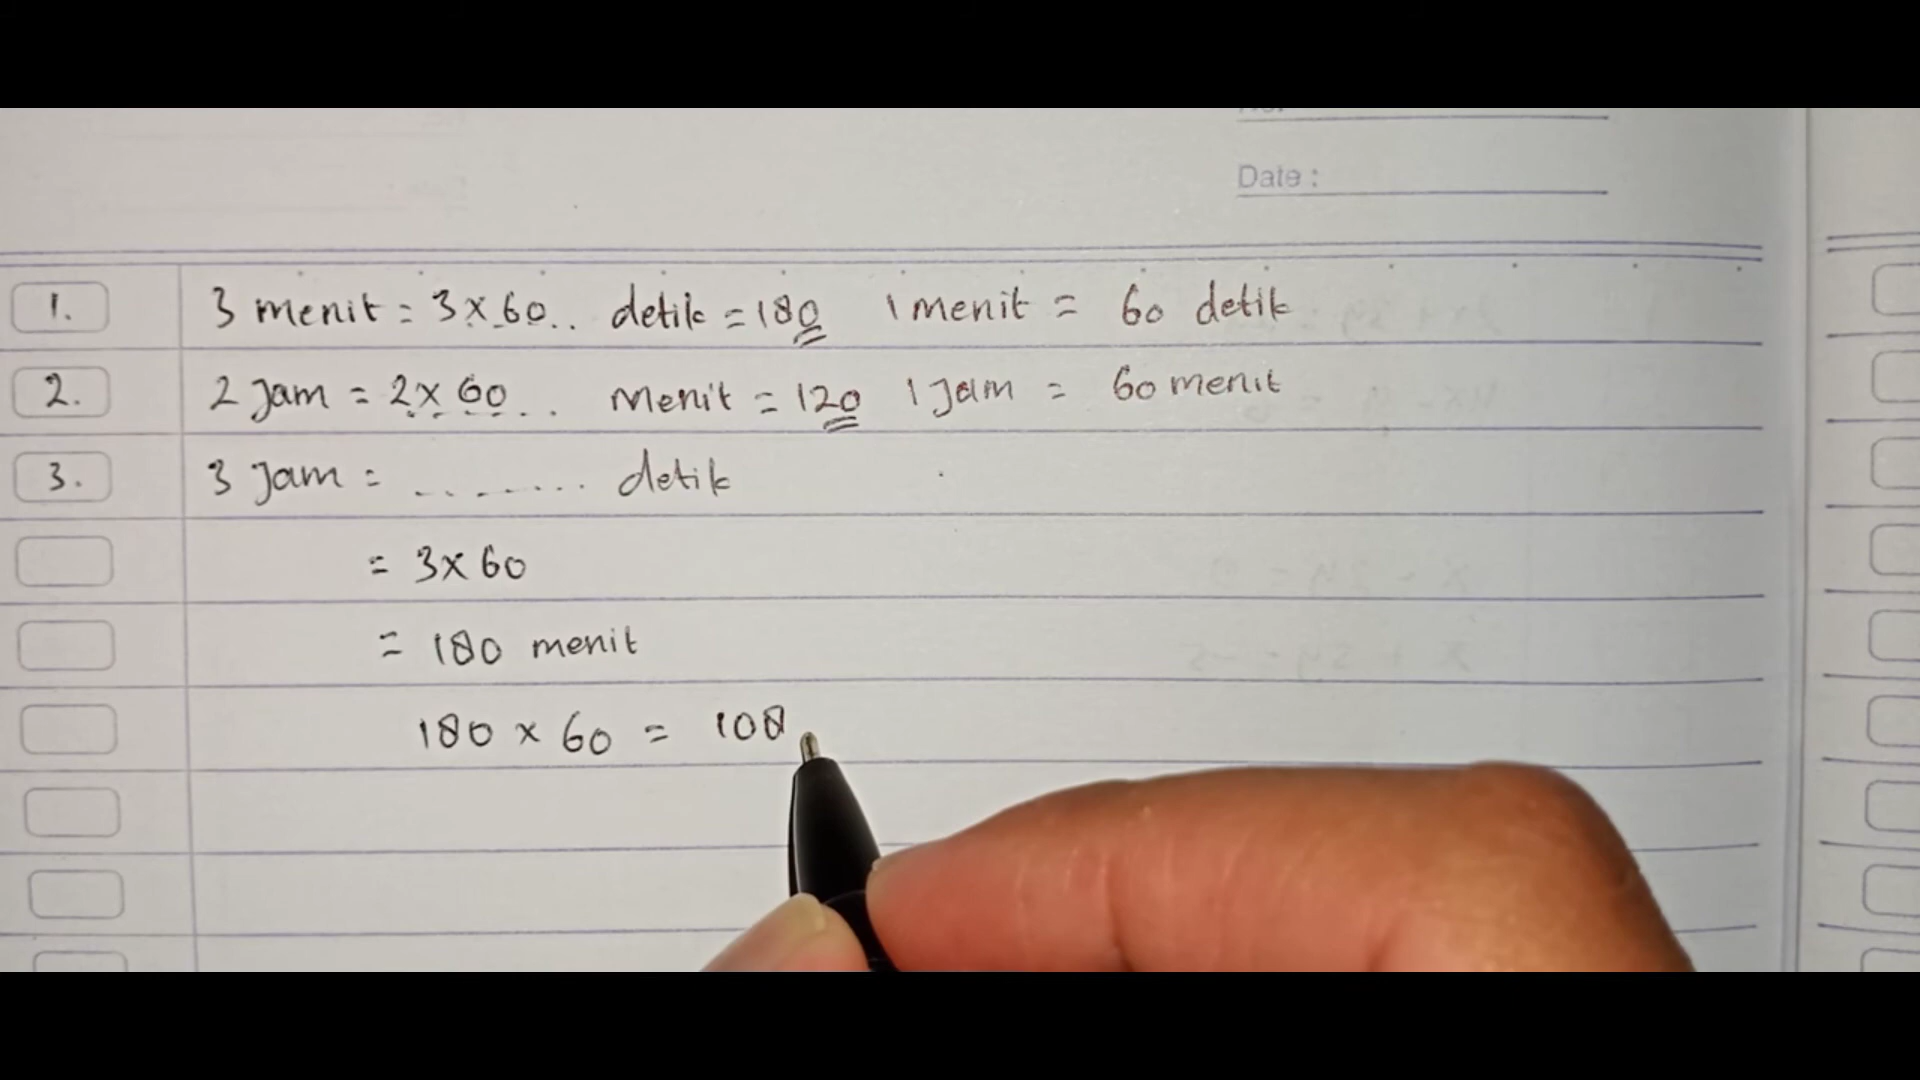 Date :
1. 3 menit = 3 x 60.. detik = 180 1 menit = 60 detik
2. 2 Jam = 2 x 60 .. menit = 120 1 Jam = 60 menit
3. 3 Jam = ......... detik
= 3 x 60
= 180 menit
180 x 60 = 108